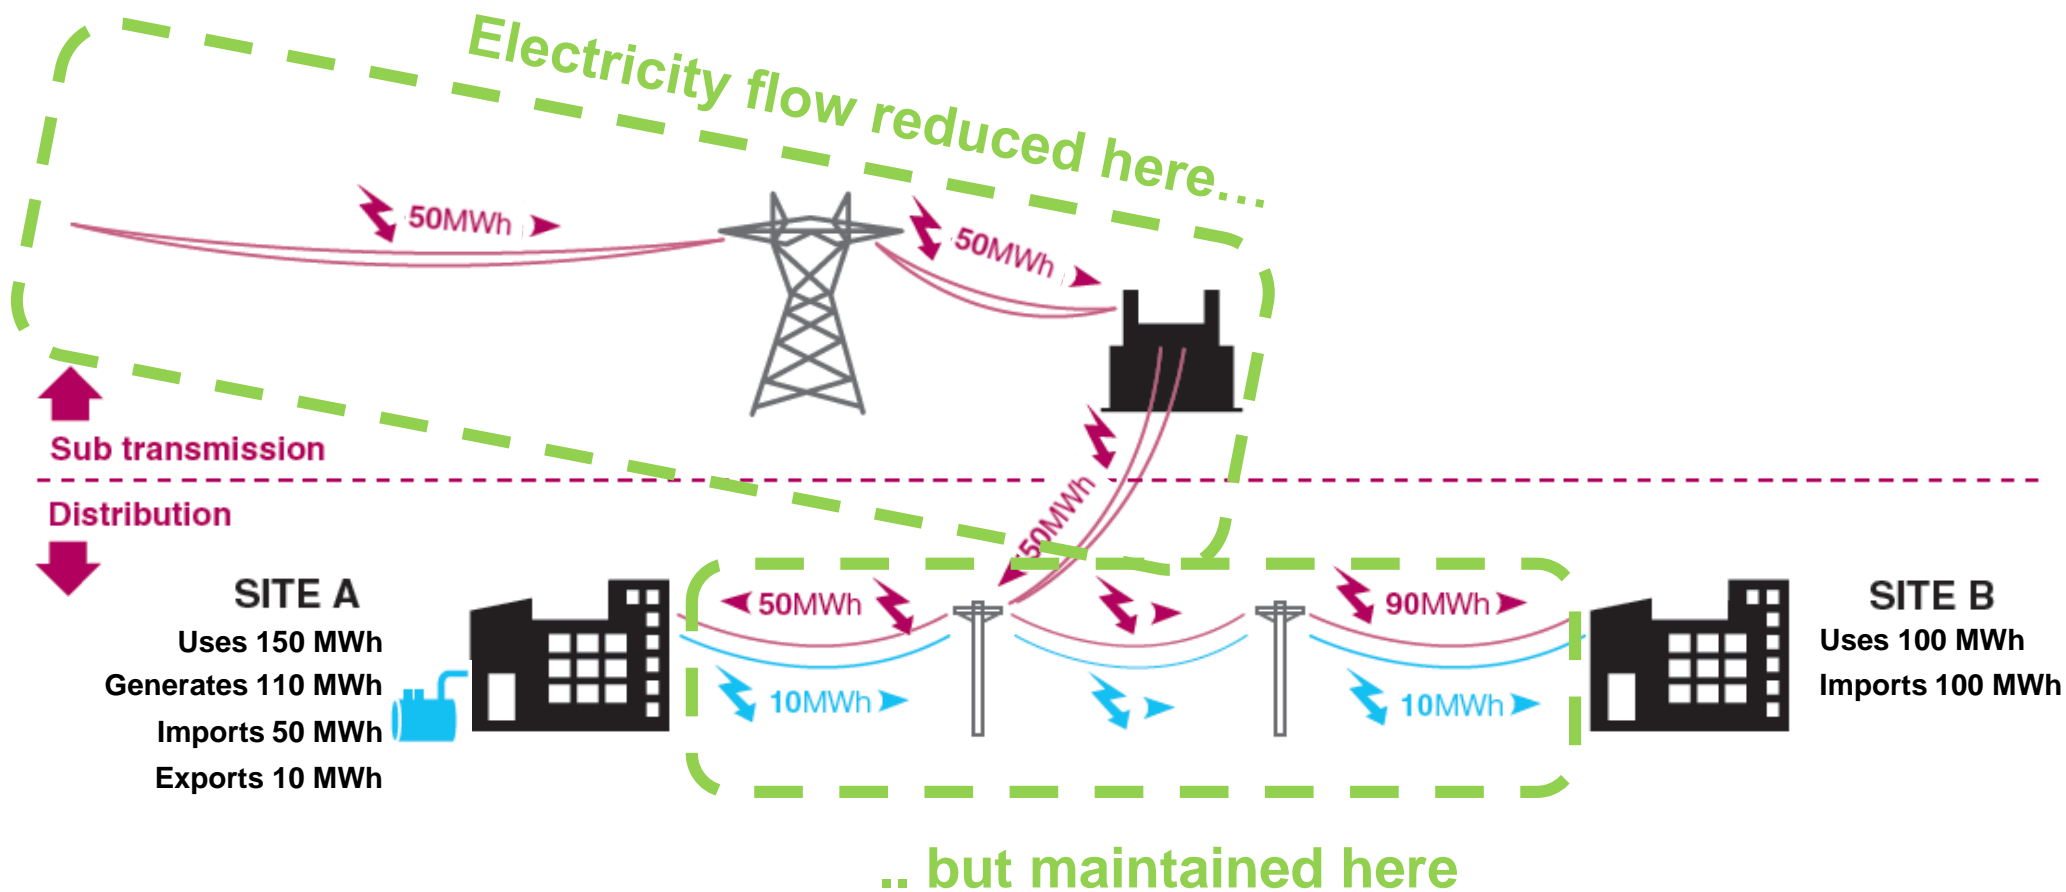 Electricity flow reduced here...
50MWh
50MWh
Sub transmission
Distribution
50MWh
SITE A
Uses 150 MWh
Generates 110 MWh
Imports 50 MWh
Exports 10 MWh
50MWh
90MWh
10MWh
10MWh
SITE B
Uses 100 MWh
Imports 100 MWh
.. but maintained here